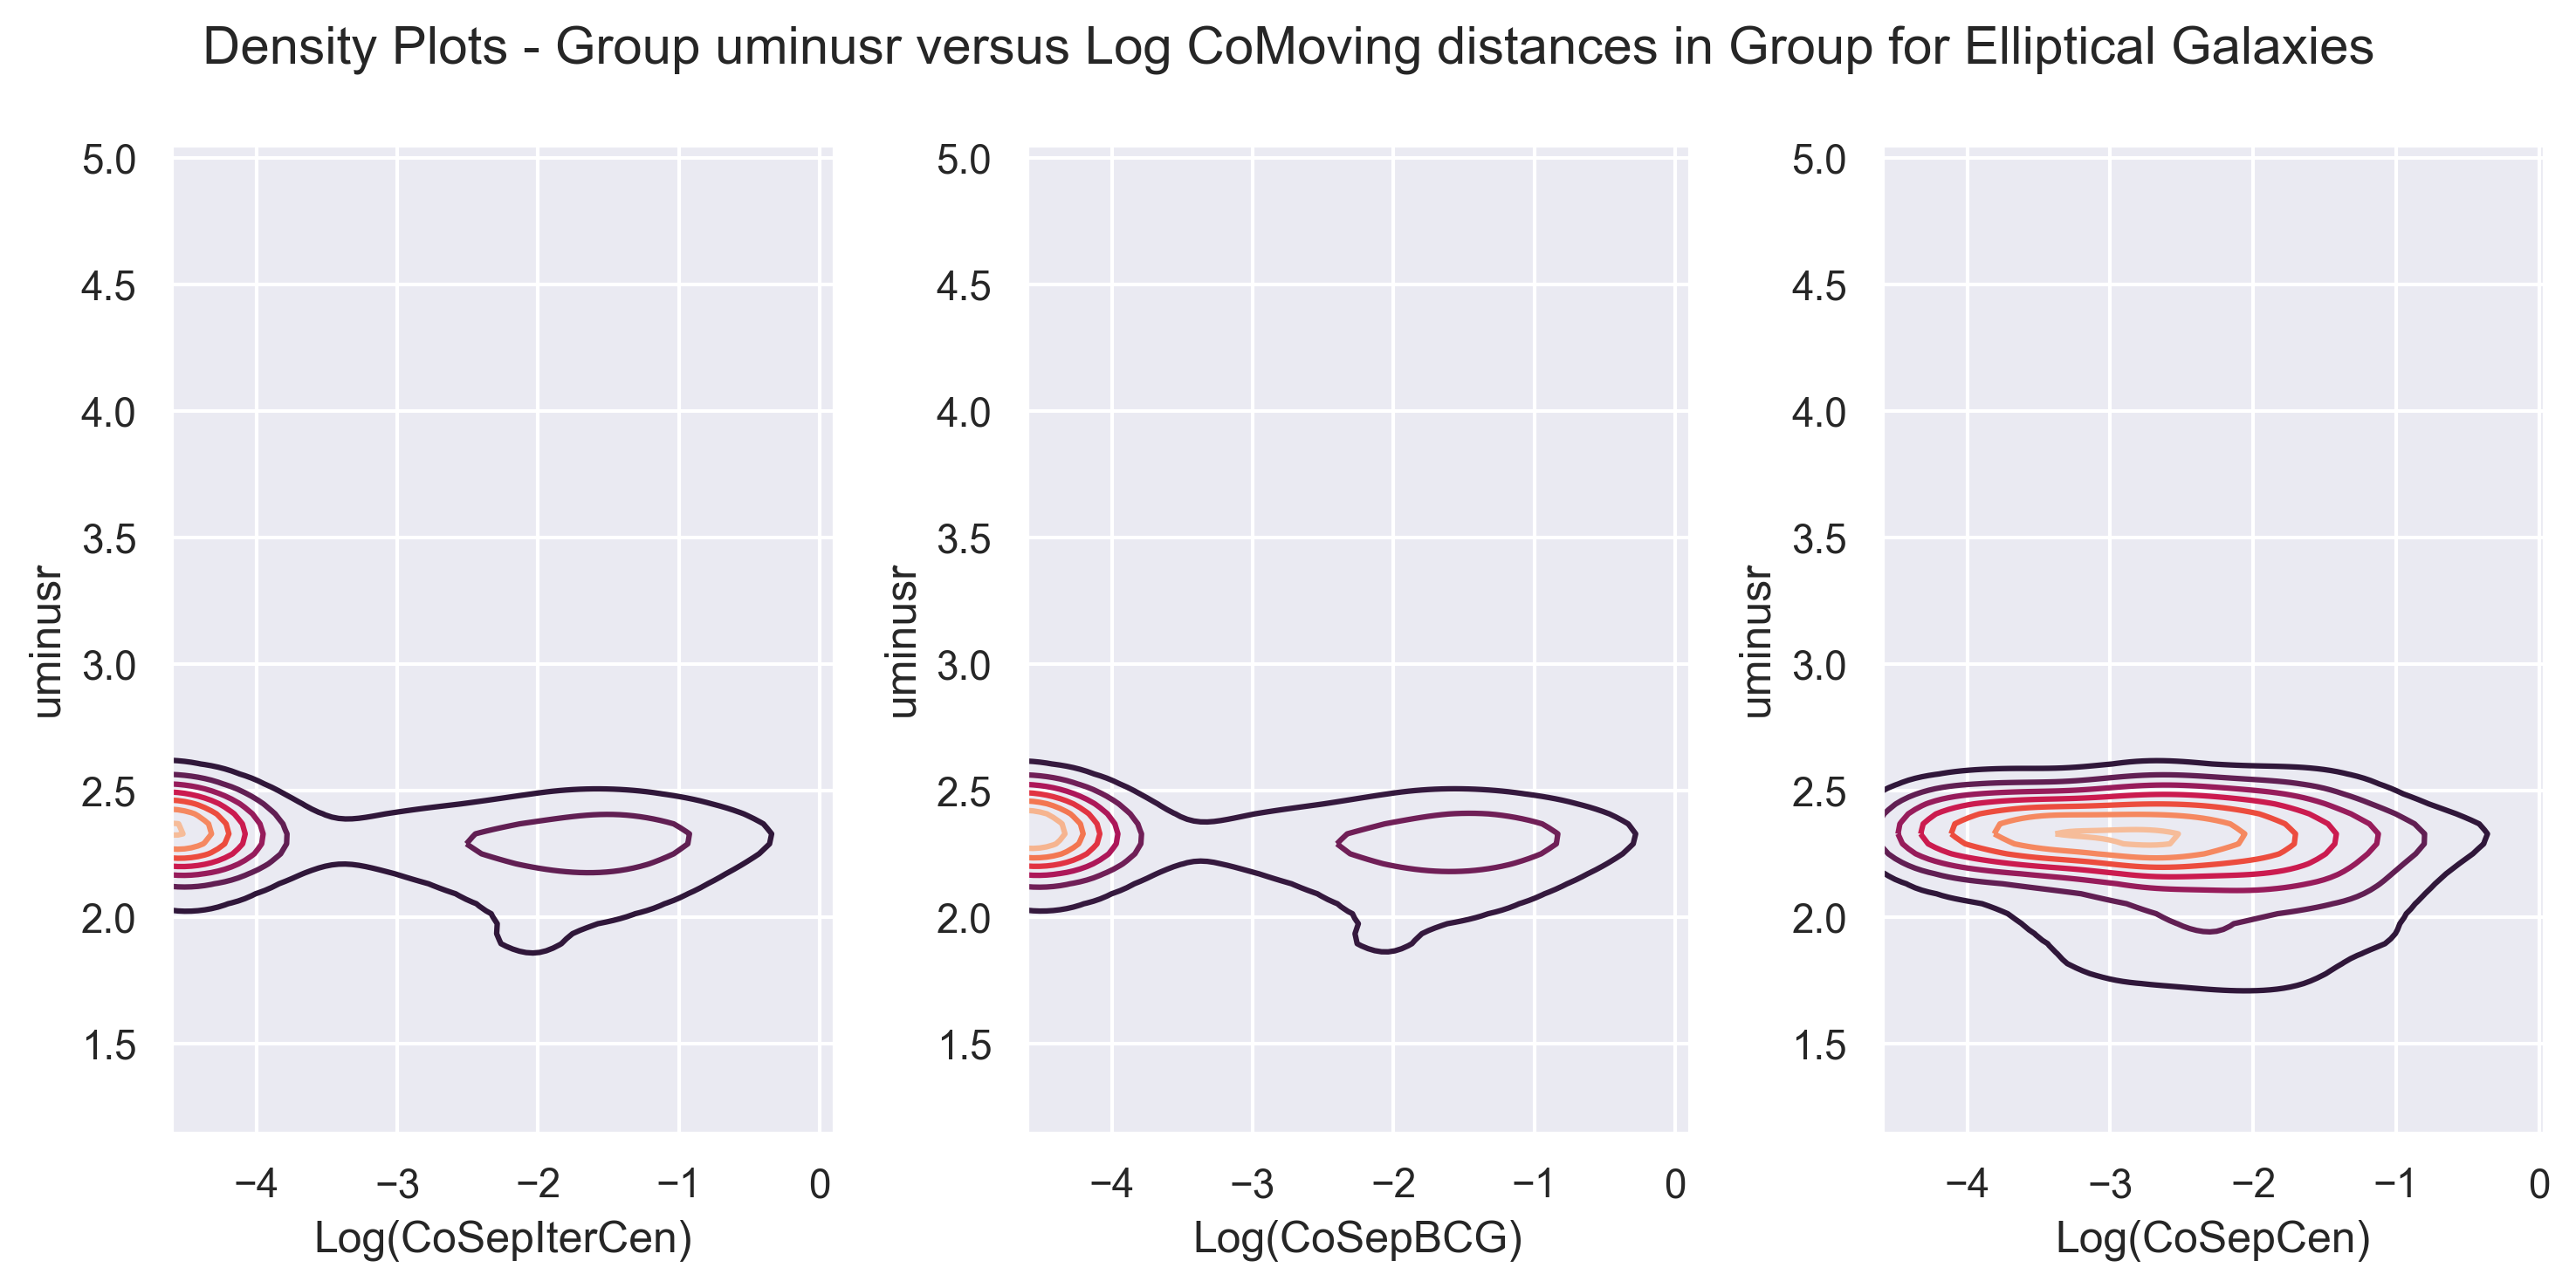 Density Plots - Group uminusr versus Log CoMoving distances in Group for Elliptical Galaxies
uminusr
5.0
4.5
4.0
3.5
3.0
2.5
2.0
1.5
−4 −3 −2 −1 0
Log(CoSepIterCen)
uminusr
5.0
4.5
4.0
3.5
3.0
2.5
2.0
1.5
−4 −3 −2 −1 0
Log(CoSepBCG)
uminusr
5.0
4.5
4.0
3.5
3.0
2.5
2.0
1.5
−4 −3 −2 −1 0
Log(CoSepCen)